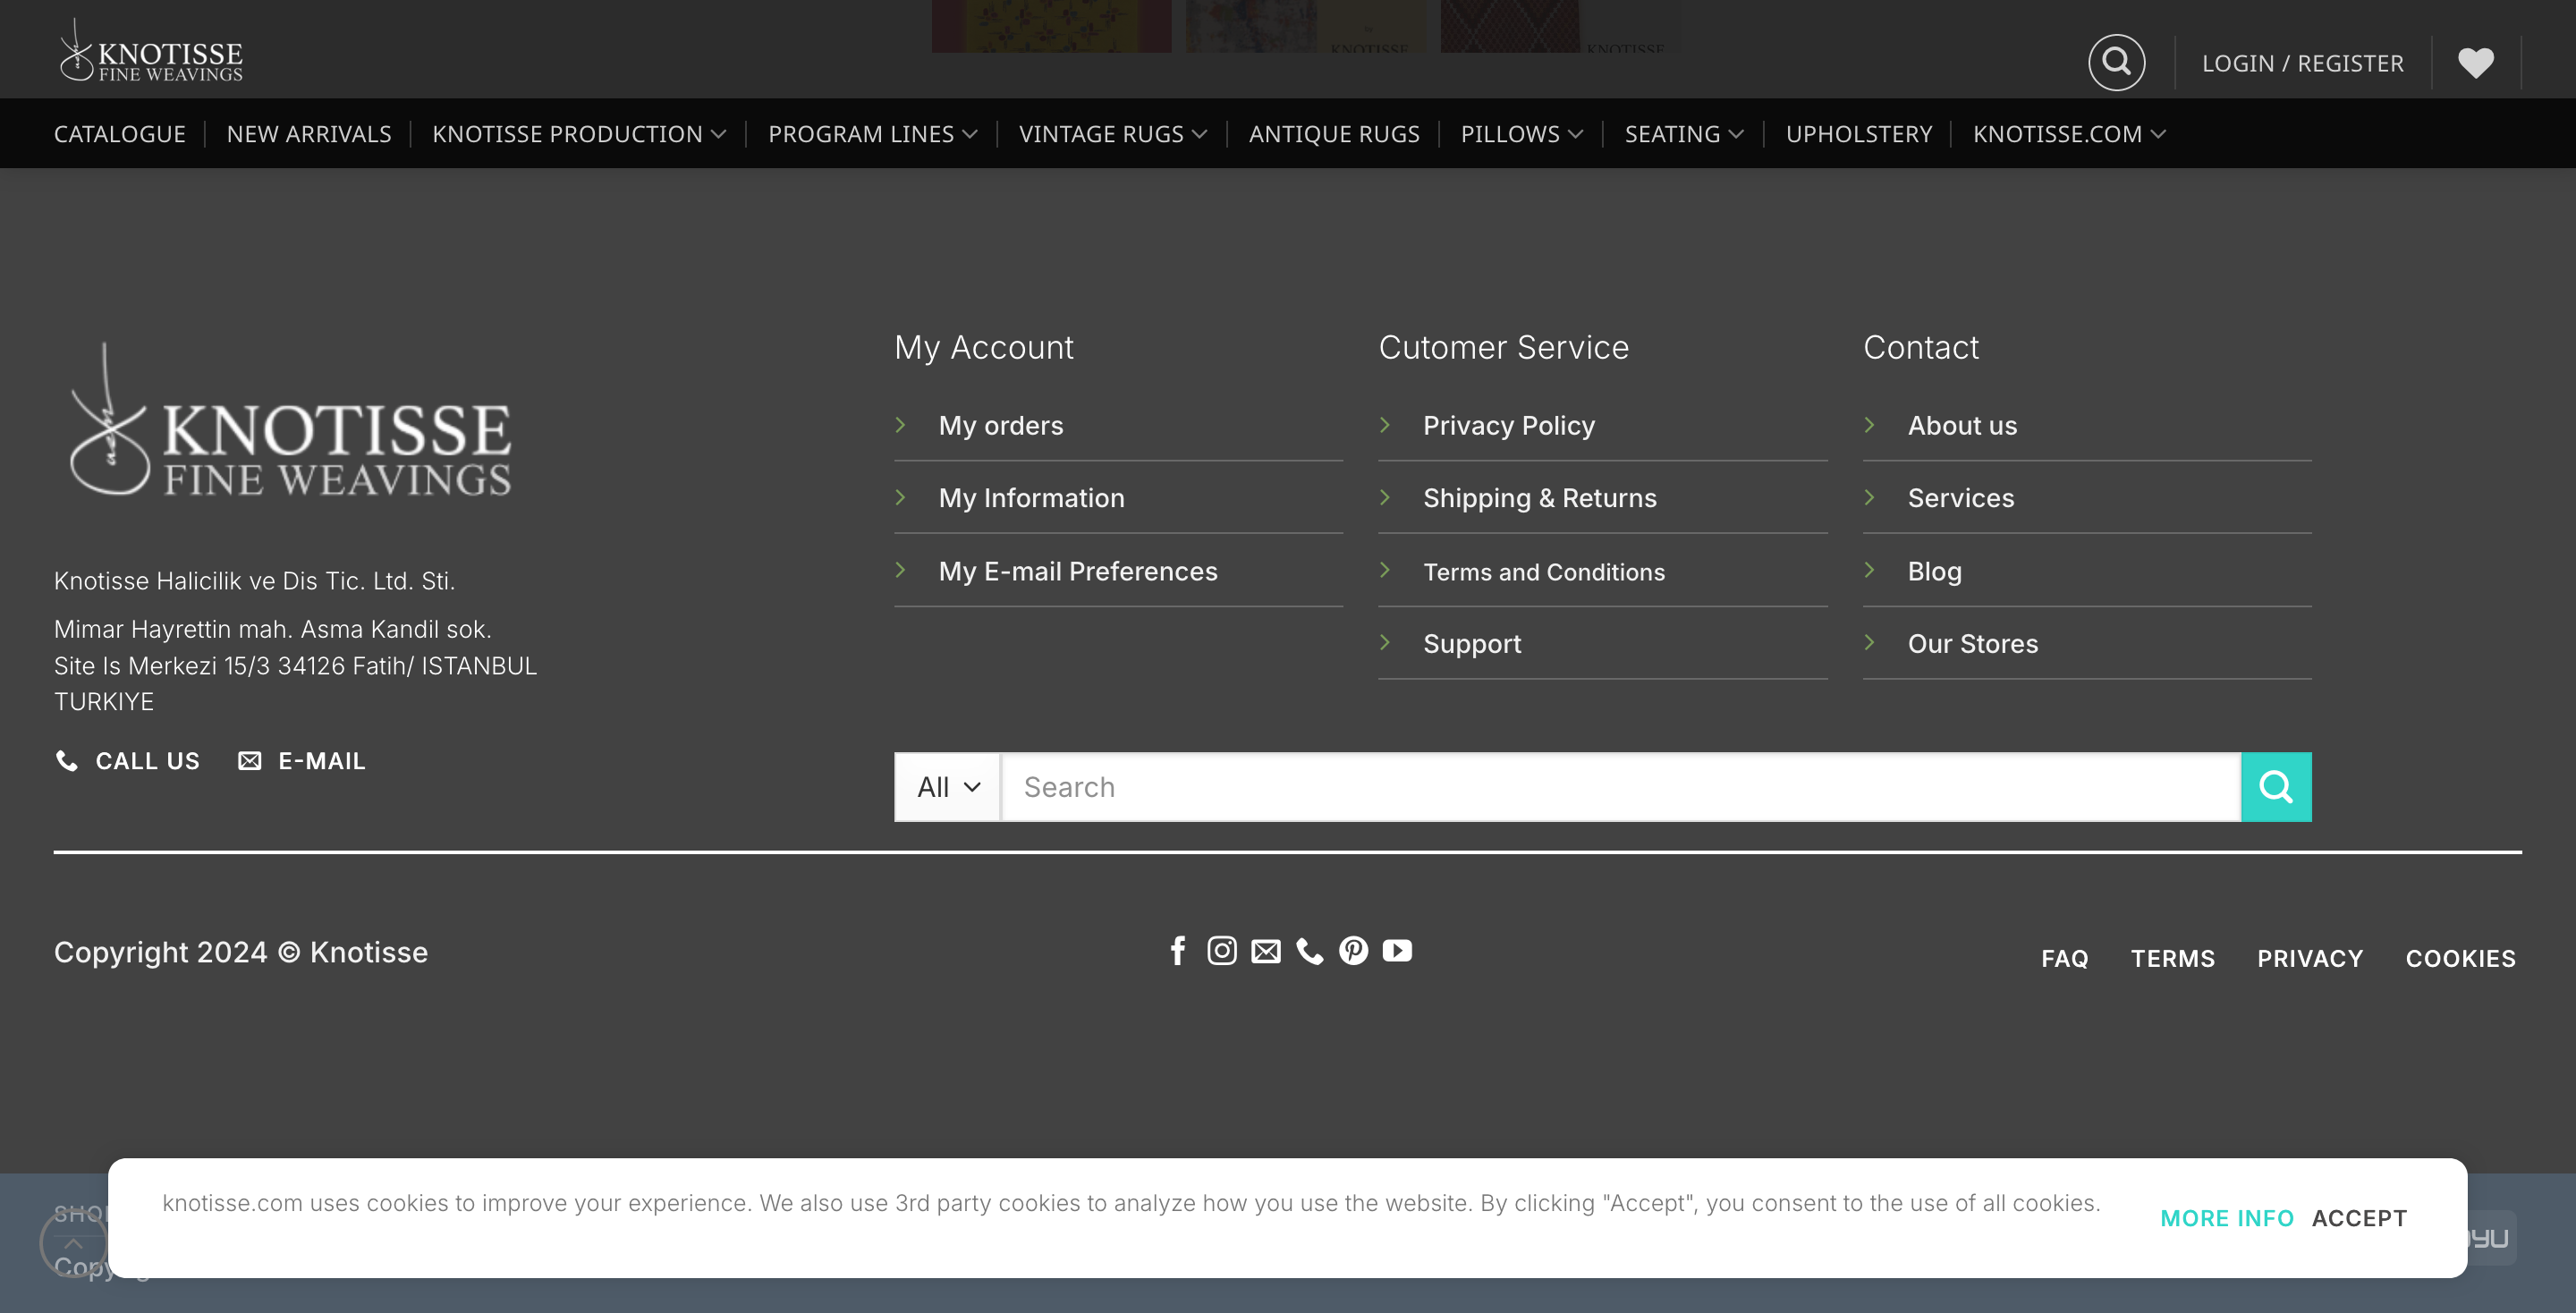 KNOTISSE
KNOTISSE
KNOTISSE
FINE WEAVINGS
LOGIN / REGISTER
CATALOGUE
NEW ARRIVALS
KNOTISSE PRODUCTION
PROGRAM LINES
VINTAGE RUGS
ANTIQUE RUGS
PILLOWS
SEATING
UPHOLSTERY
KNOTISSE.COM
KNOTISSE
FINE WEAVINGS
Knotisse Halicilik ve Dis Tic. Ltd. Sti.
Mimar Hayrettin mah. Asma Kandil sok.
Site Is Merkezi 15/3 34126 Fatih/ ISTANBUL
TURKIYE
CALL US
E-MAIL
My Account
My orders
My Information
My E-mail Preferences
Cutomer Service
Privacy Policy
Shipping & Returns
Terms and Conditions
Support
Contact
About us
Services
Blog
Our Stores
All
Search
Copyright 2024 © Knotisse
FAQ
TERMS
PRIVACY
COOKIES
knotisse.com uses cookies to improve your experience. We also use 3rd party cookies to analyze how you use the website. By clicking "Accept", you consent to the use of all cookies.
MORE INFO
ACCEPT